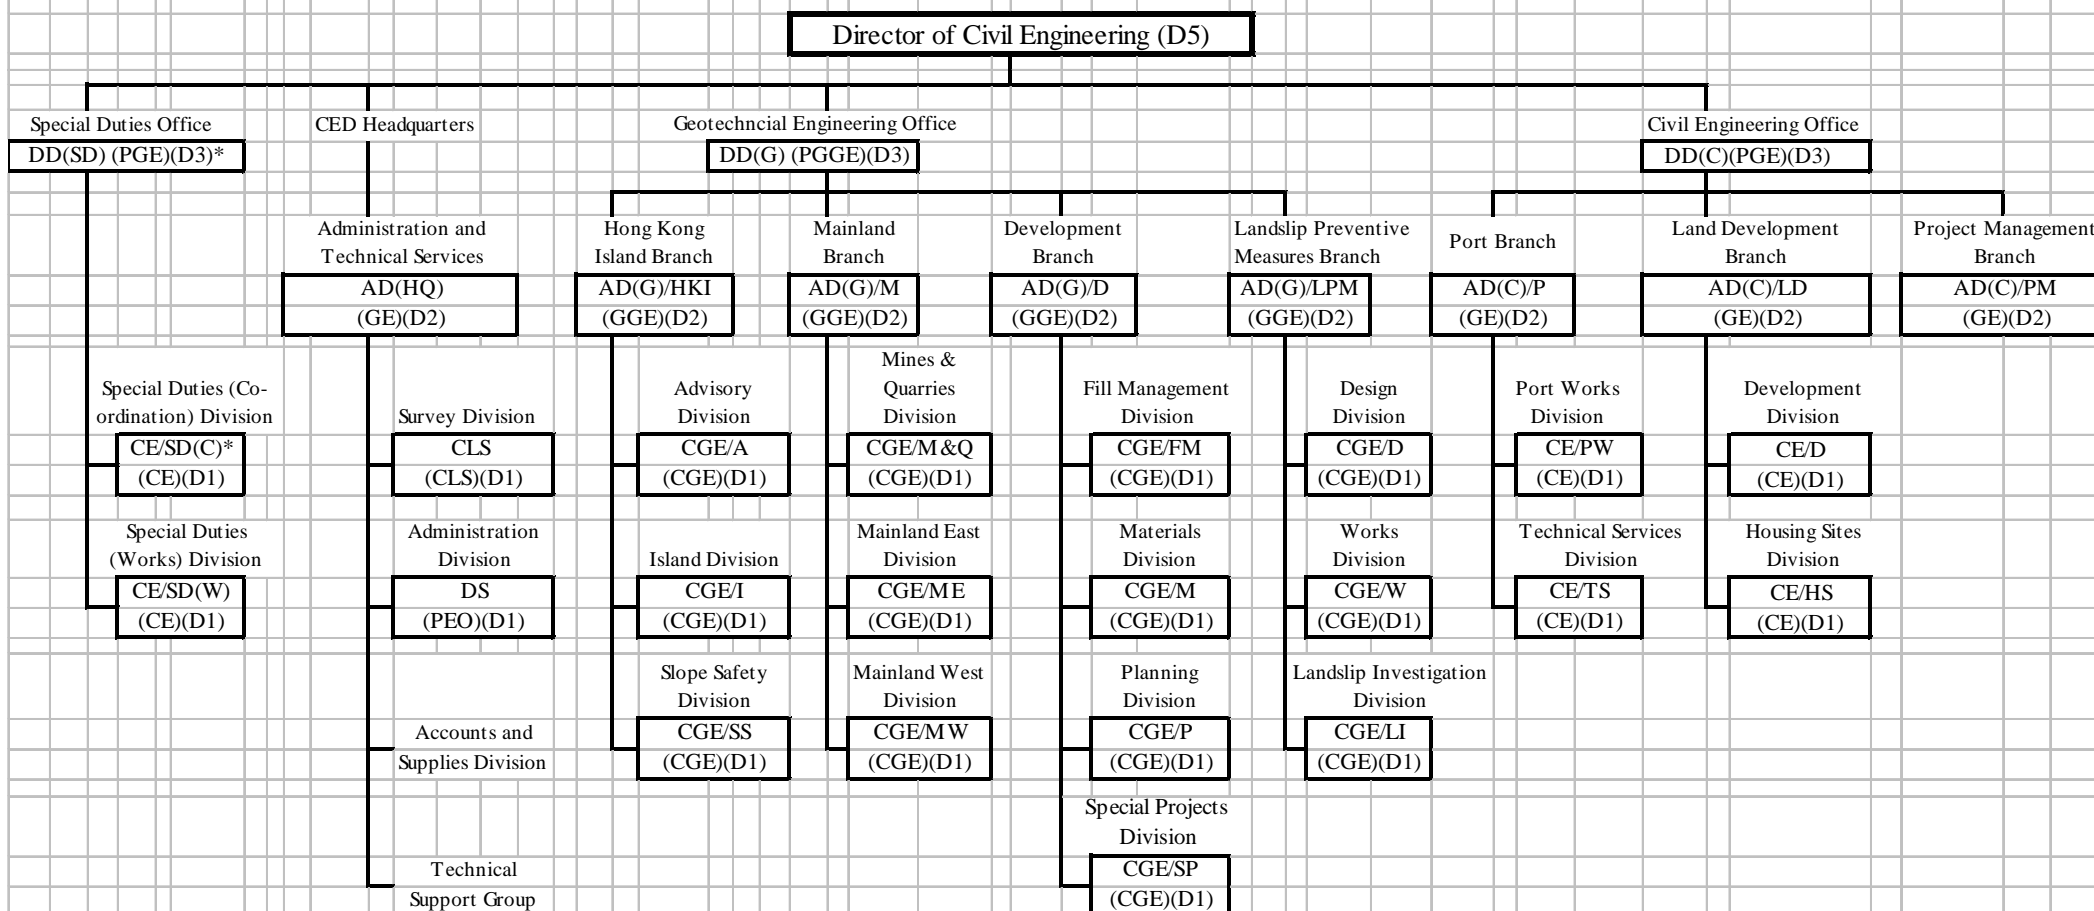 Director of Civil Engineering (D5)
Special Duties Office
DD(SD) (PGE)(D3)*
CED Headquarters
Geotechncial Engineering Office
DD(G) (PGGE)(D3)
Civil Engineering Office
DD(C)(PGE)(D3)
Administration and
Technical Services
AD(HQ)
(GE)(D2)
Hong Kong
Island Branch
AD(G)/HKI
(GGE)(D2)
Mainland
Branch
AD(G)/M
(GGE)(D2)
Development
Branch
AD(G)/D
(GGE)(D2)
Landslip Preventive
Measures Branch
AD(G)/LPM
(GGE)(D2)
Port Branch
AD(C)/P
(GE)(D2)
Land Development
Branch
AD(C)/LD
(GE)(D2)
Project Management
Branch
AD(C)/PM
(GE)(D2)
Special Duties (Co-
ordination) Division
CE/SD(C)*
(CE)(D1)
Survey Division
CLS
(CLS)(D1)
Advisory
Division
CGE/A
(CGE)(D1)
Mines &
Quarries
Division
CGE/M&Q
(CGE)(D1)
Fill Management
Division
CGE/FM
(CGE)(D1)
Design
Division
CGE/D
(CGE)(D1)
Port Works
Division
CE/PW
(CE)(D1)
Development
Division
CE/D
(CE)(D1)
Special Duties
(Works) Division
CE/SD(W)
(CE)(D1)
Administration
Division
DS
(PEO)(D1)
Island Division
CGE/I
(CGE)(D1)
Mainland East
Division
CGE/ME
(CGE)(D1)
Materials
Division
CGE/M
(CGE)(D1)
Works
Division
CGE/W
(CGE)(D1)
Technical Services
Division
CE/TS
(CE)(D1)
Housing Sites
Division
CE/HS
(CE)(D1)
Accounts and
Supplies Division
Slope Safety
Division
CGE/SS
(CGE)(D1)
Mainland West
Division
CGE/MW
(CGE)(D1)
Planning
Division
CGE/P
(CGE)(D1)
Landslip Investigation
Division
CGE/LI
(CGE)(D1)
Technical
Support Group
Special Projects
Division
CGE/SP
(CGE)(D1)